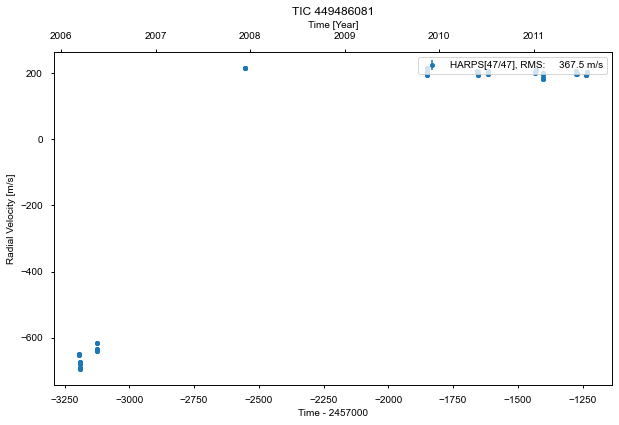 TIC 449486081
Time [Year]
2006 2007 2008 2009 2010 2011
HARPS[47/47], RMS: 367.5 m/s
200
0
−200
−400
−600
Radial Velocity [m/s]
−3250 −3000 −2750 −2500 −2250 −2000 −1750 −1500 −1250
Time - 2457000